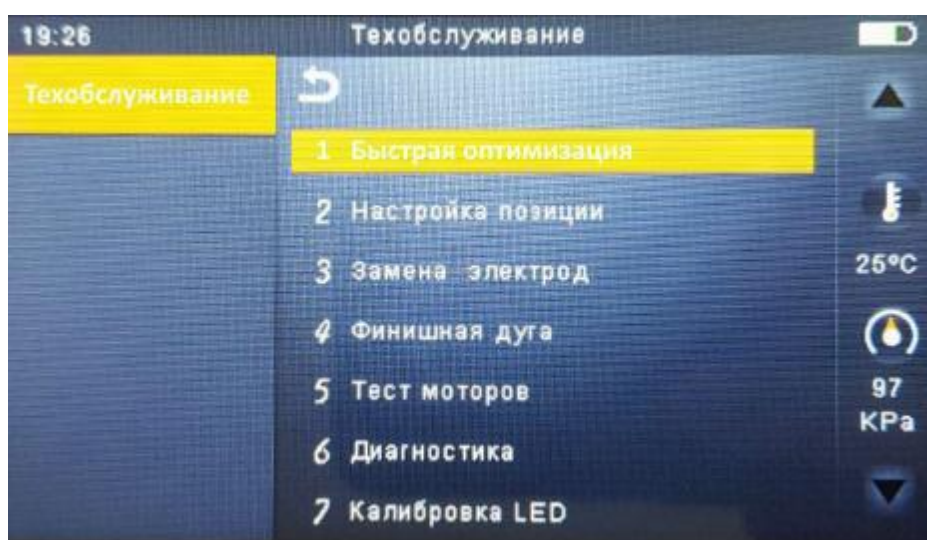 19:26 Техобслуживание
Техобслуживание
1 Быстрая оптимизация
2 Настройка позиции
3 Замена электрод
4 Финишная дуга
5 Тест моторов
6 Диагностика
7 Калибровка LED
25°C
97
KPa